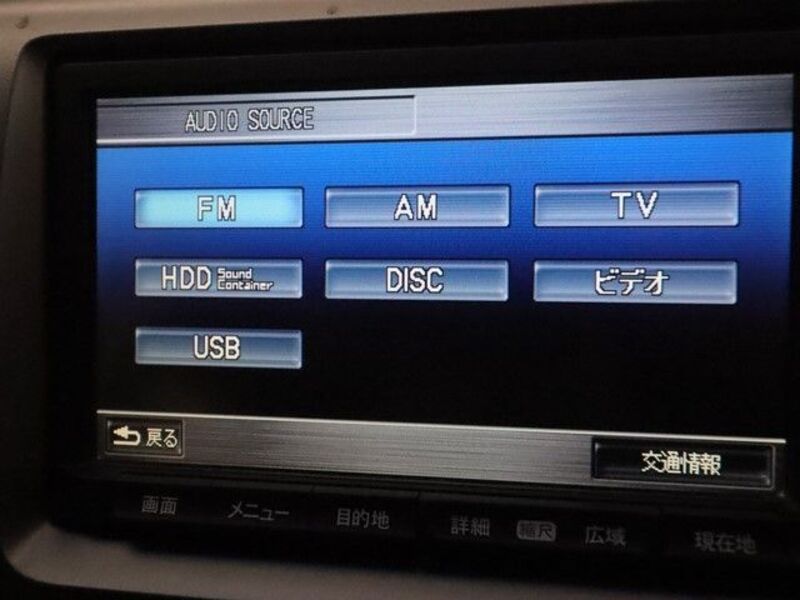 AUDIO SOURCE
FM AM TV
HDD Sound Container DISC ビデオ
USB
戻る 交通情報
画面 メニュー 目的地 詳細 縮尺 広域 現在地